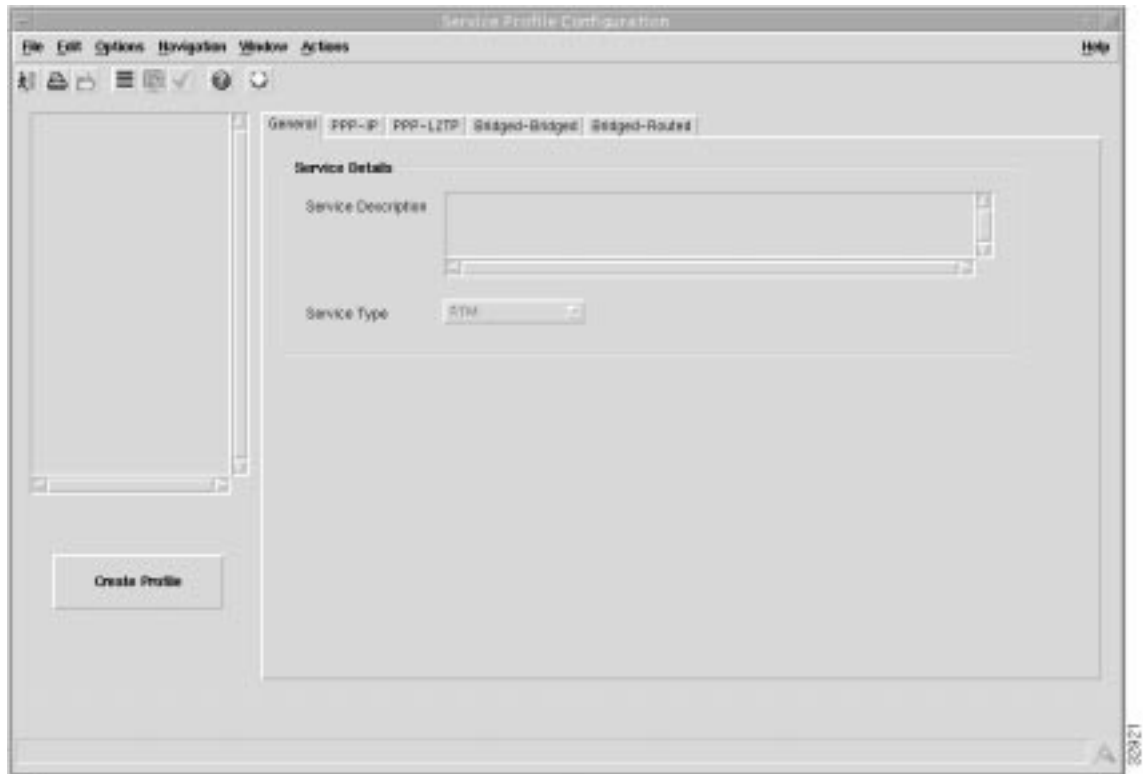 Service Profile Configuration
File Edit Options Navigation Window Actions Help
General PPP-IP PPP-L2TP Bridged-Bridged Bridged-Routed
Service Details
Service Description
Service Type
Create Profile